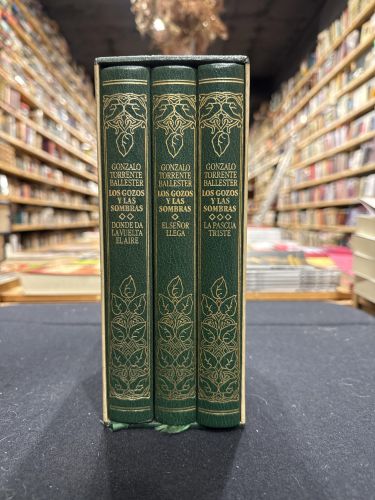 GONZALO
TORRENTE
BALLESTER
LOS GOZOS
Y LAS
SOMBRAS
DONDE DA
LA VUELTA
EL AIRE
GONZALO
TORRENTE
BALLESTER
LOS GOZOS
Y LAS
SOMBRAS
EL SEÑOR
LLEGA
GONZALO
TORRENTE
BALLESTER
LOS GOZOS
Y LAS
SOMBRAS
LA PASCUA
TRISTE